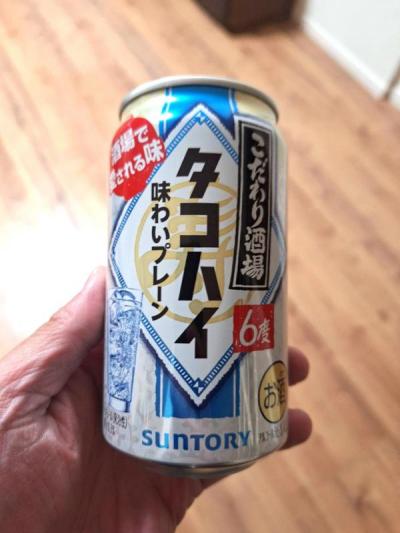 酒場で
愛される味
こだわり酒場
タコハイ
味わいプレーン
6度
お酒
SUNTORY